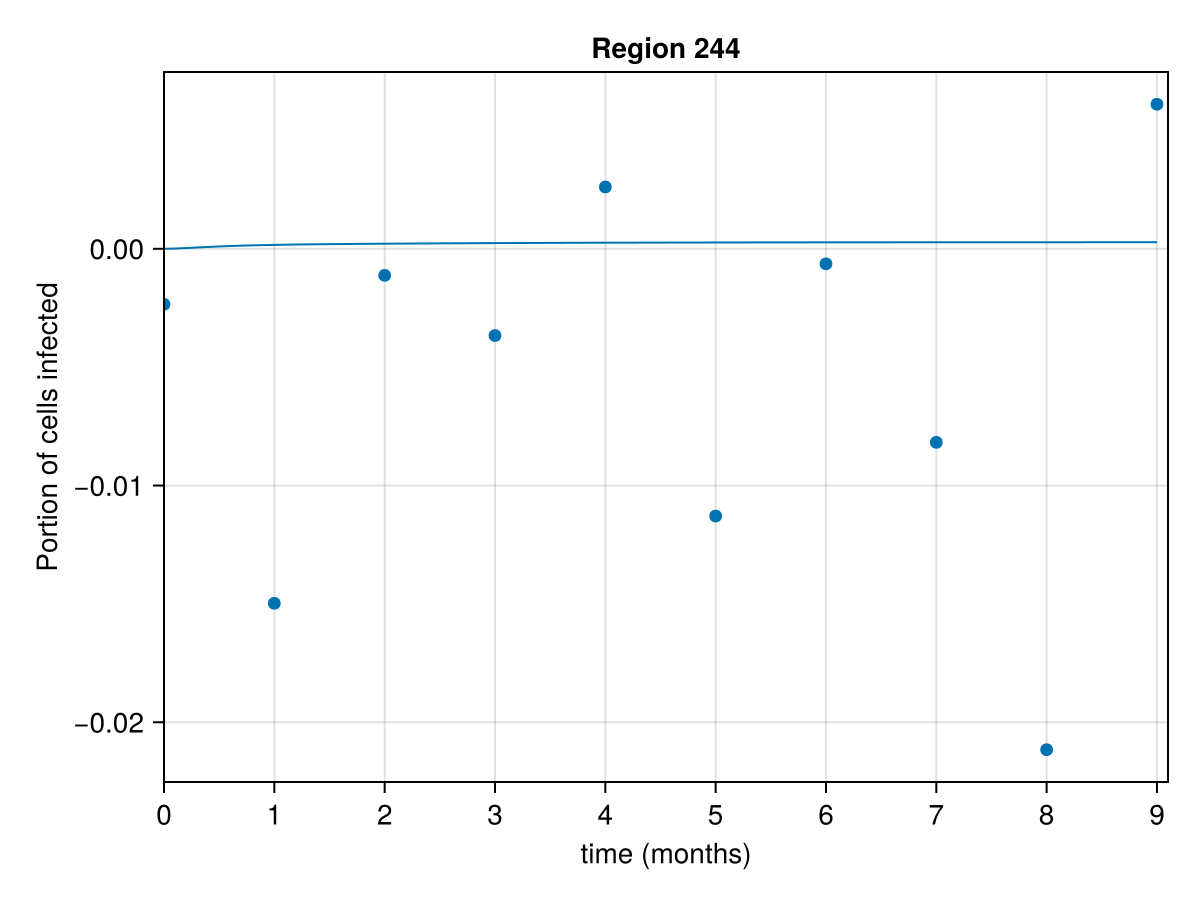 Region 244
Portion of cells infected
0.00
−0.01
−0.02
0 1 2 3 4 5 6 7 8 9
time (months)